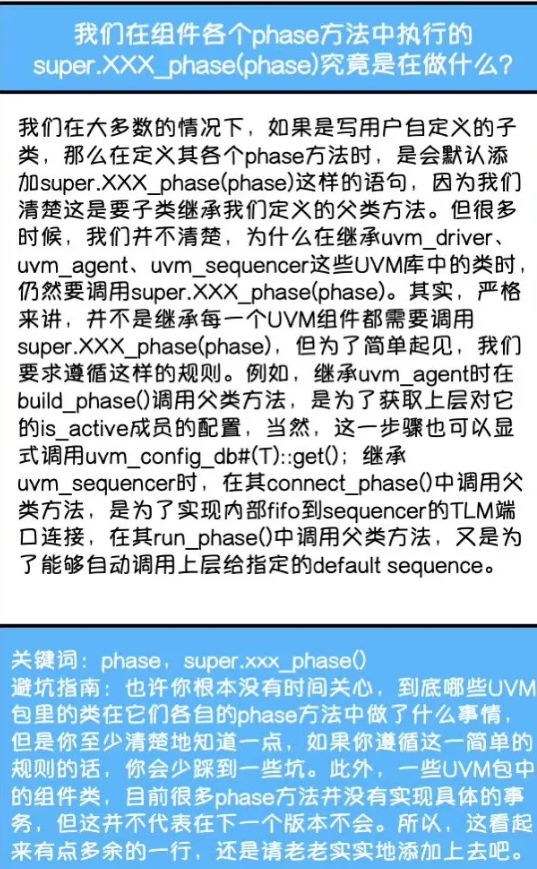 我们在组件各个phase方法中执行的
super.XXX_phase(phase)究竟是在做什么？
我们在大多数的情况下，如果是写用户自定义的子
类，那么在定义其各个phase方法时，是会默认添
加super.XXX_phase(phase)这样的语句，因为我们
清楚这是要子类继承我们定义的父类方法。但很多
时候，我们并不清楚，为什么在继承uvm_driver、
uvm_agent、uvm_sequencer这些UVM库中的类时，
仍然要调用super.XXX_phase(phase)。其实，严格
来讲，并不是继承每一个UVM组件都需要调用
super.XXX_phase(phase)，但为了简单起见，我们
要求遵循这样的规则。例如，继承uvm_agent时在
build_phase()调用父类方法，是为了获取上层对它
的is_active成员的配置，当然，这一步骤也可以显
式调用uvm_config_db#(T)::get()；继承
uvm_sequencer时，在其connect_phase()中调用父
类方法，是为了实现内部fifo到sequencer的TLM端
口连接，在其run_phase()中调用父类方法，又是为
了能够自动调用上层给指定的default sequence。
关键词：phase，super.xxx_phase()
避坑指南：也许你根本没有时间关心，到底哪些UVM
包里的类在它们各自的phase方法中做了什么事情，
但是你至少清楚地知道一点，如果你遵循这一简单的
规则的话，你会少踩到一些坑。此外，一些UVM包中
的组件类，目前很多phase方法并没有实现具体的事
务，但这并不代表在下一个版本不会。所以，这看起
来有点多余的一行，还是请老老实实地添加上去吧。